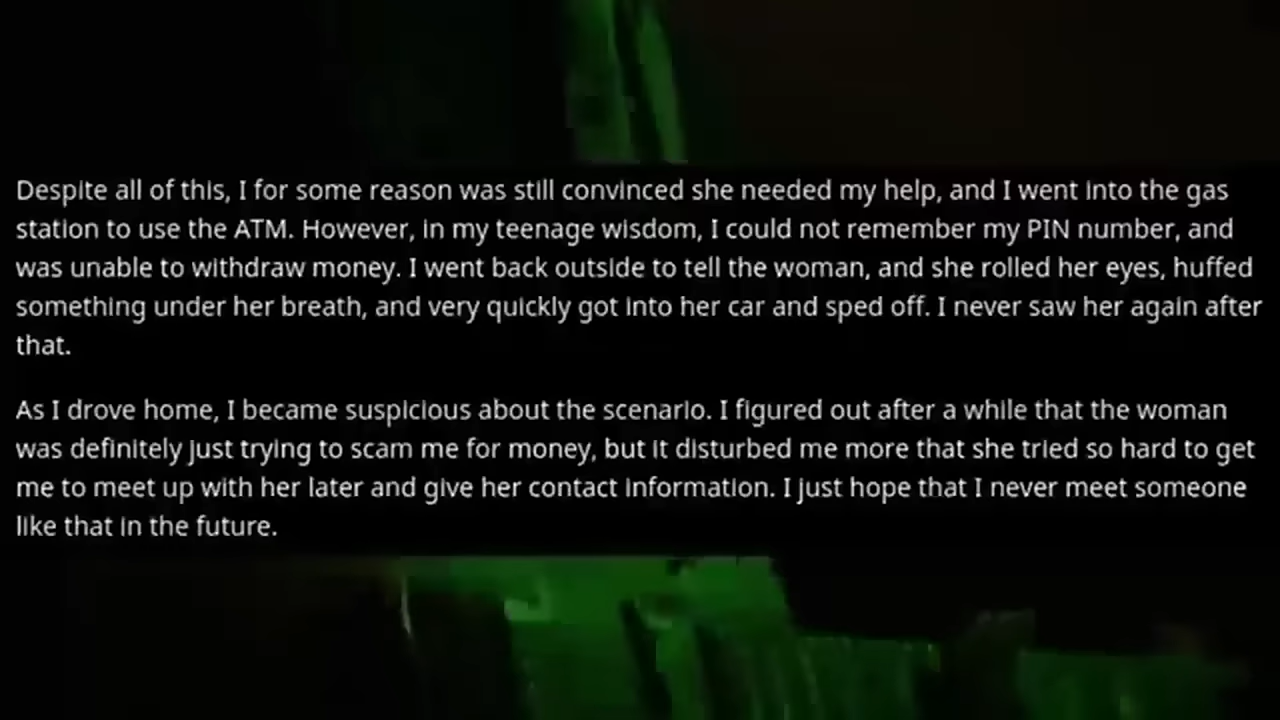 Despite all of this, I for some reason was still convinced she needed my help, and I went into the gas
station to use the ATM. However, in my teenage wisdom, I could not remember my PIN number, and
was unable to withdraw money. I went back outside to tell the woman, and she rolled her eyes, huffed
something under her breath, and very quickly got into her car and sped off. I never saw her again after
that.
As I drove home, I became suspicious about the scenario. I figured out after a while that the woman
was definitely just trying to scam me for money, but it disturbed me more that she tried so hard to get
me to meet up with her later and give her contact information. I just hope that I never meet someone
like that in the future.